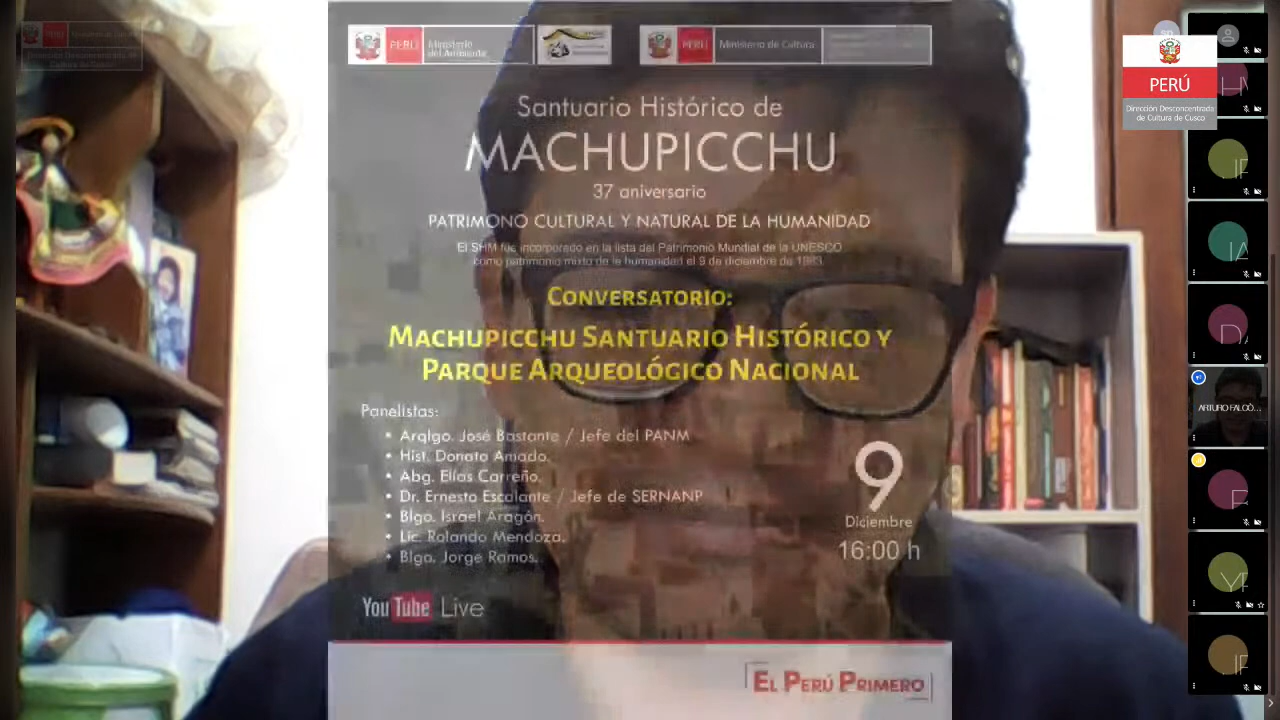 PERÚ
Ministerio del Ambiente
PERÚ
Ministerio de Cultura
Santuario Histórico de
MACHUPICCHU
37 aniversario
PATRIMONO CULTURAL Y NATURAL DE LA HUMANIDAD
El SHM fue incorporado en la lista del Patrimonio Mundial de la UNESCO
como patrimonio mixto de la humanidad el 9 de diciembre de 1983.
CONVERSATORIO:
MACHUPICCHU SANTUARIO HISTÓRICO Y
PARQUE ARQUEOLÓGICO NACIONAL
Panelistas:
• Arqlgo. José Bastante / Jefe del PANM
• Hist. Donato Amado.
• Abg. Elías Carreño.
• Dr. Ernesto Escalante / Jefe de SERNANP
• Blgo. Israel Aragón.
• Lic. Rolando Mendoza.
• Blgo. Jorge Ramos.
9
Diciembre
16:00 h
YouTube Live
EL PERÚ PRIMERO
PERÚ
Dirección Desconcentrada
de Cultura de Cusco
ARTURO FALCÒ...